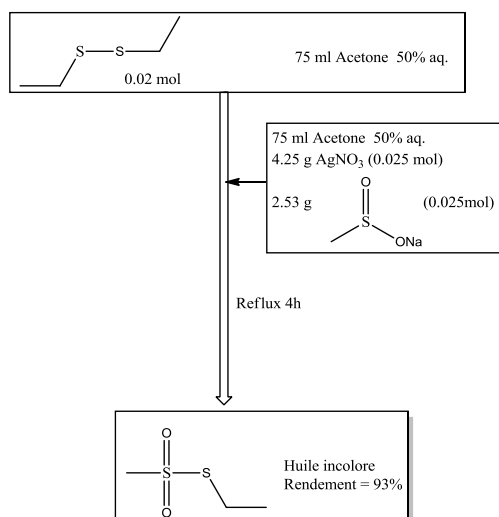 S S
75 ml Acetone 50% aq.
0.02 mol
75 ml Acetone 50% aq.
4.25 g AgNO₃ (0.025 mol)
O
2.53 g (0.025mol)
S
ONa
Reflux 4h
O
S S
O
Huile incolore
Rendement = 93%